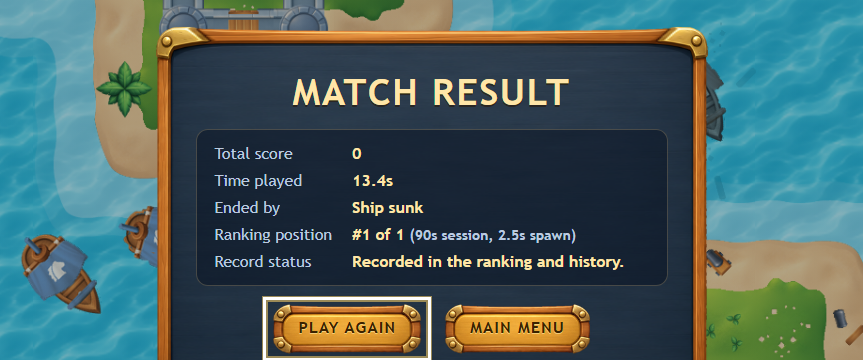 MATCH RESULT
Total score 0
Time played 13.4s
Ended by Ship sunk
Ranking position #1 of 1 (90s session, 2.5s spawn)
Record status Recorded in the ranking and history.
PLAY AGAIN MAIN MENU